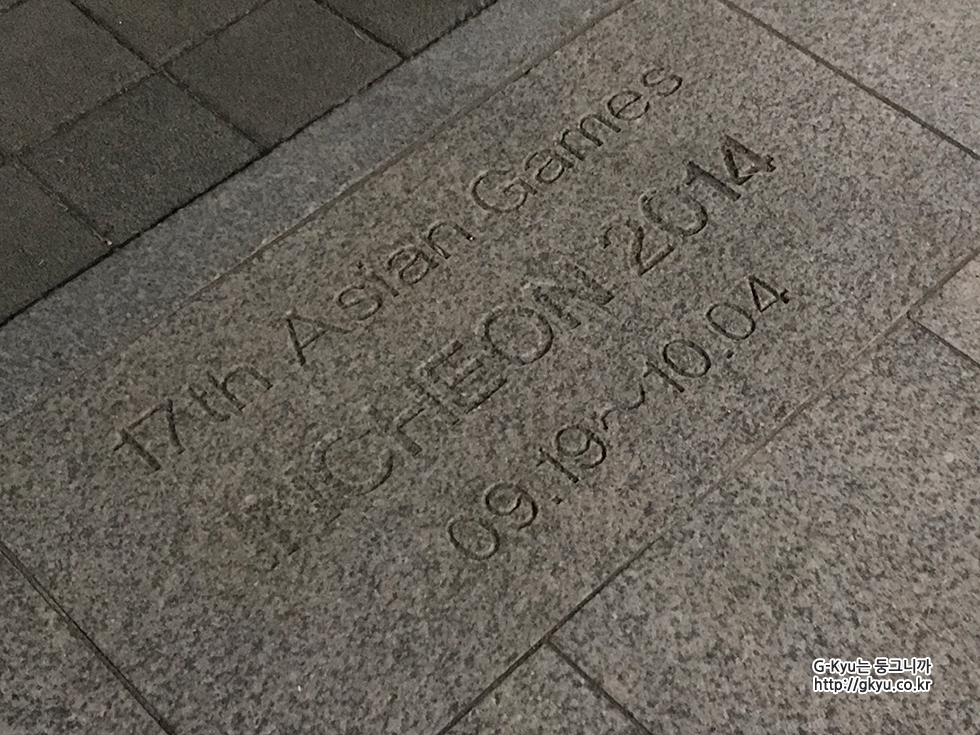 17th Asian Games
INCHEON 2014
09.19~10.04
G-Kyu는 둥그니까
http://gkyu.co.kr